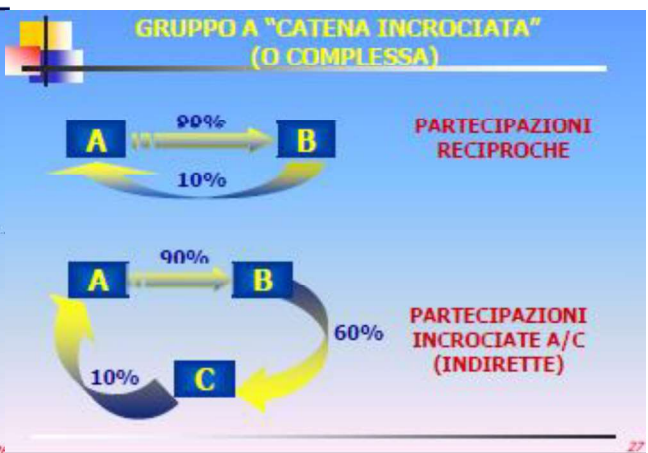 GRUPPO A “CATENA INCROCIATA”
(O COMPLESSA)
90%
A
B
PARTECIPAZIONI
RECIPROCHE
10%
90%
A
B
60%
PARTECIPAZIONI
INCROCIATE A/C
(INDIRETTE)
10%
C
27